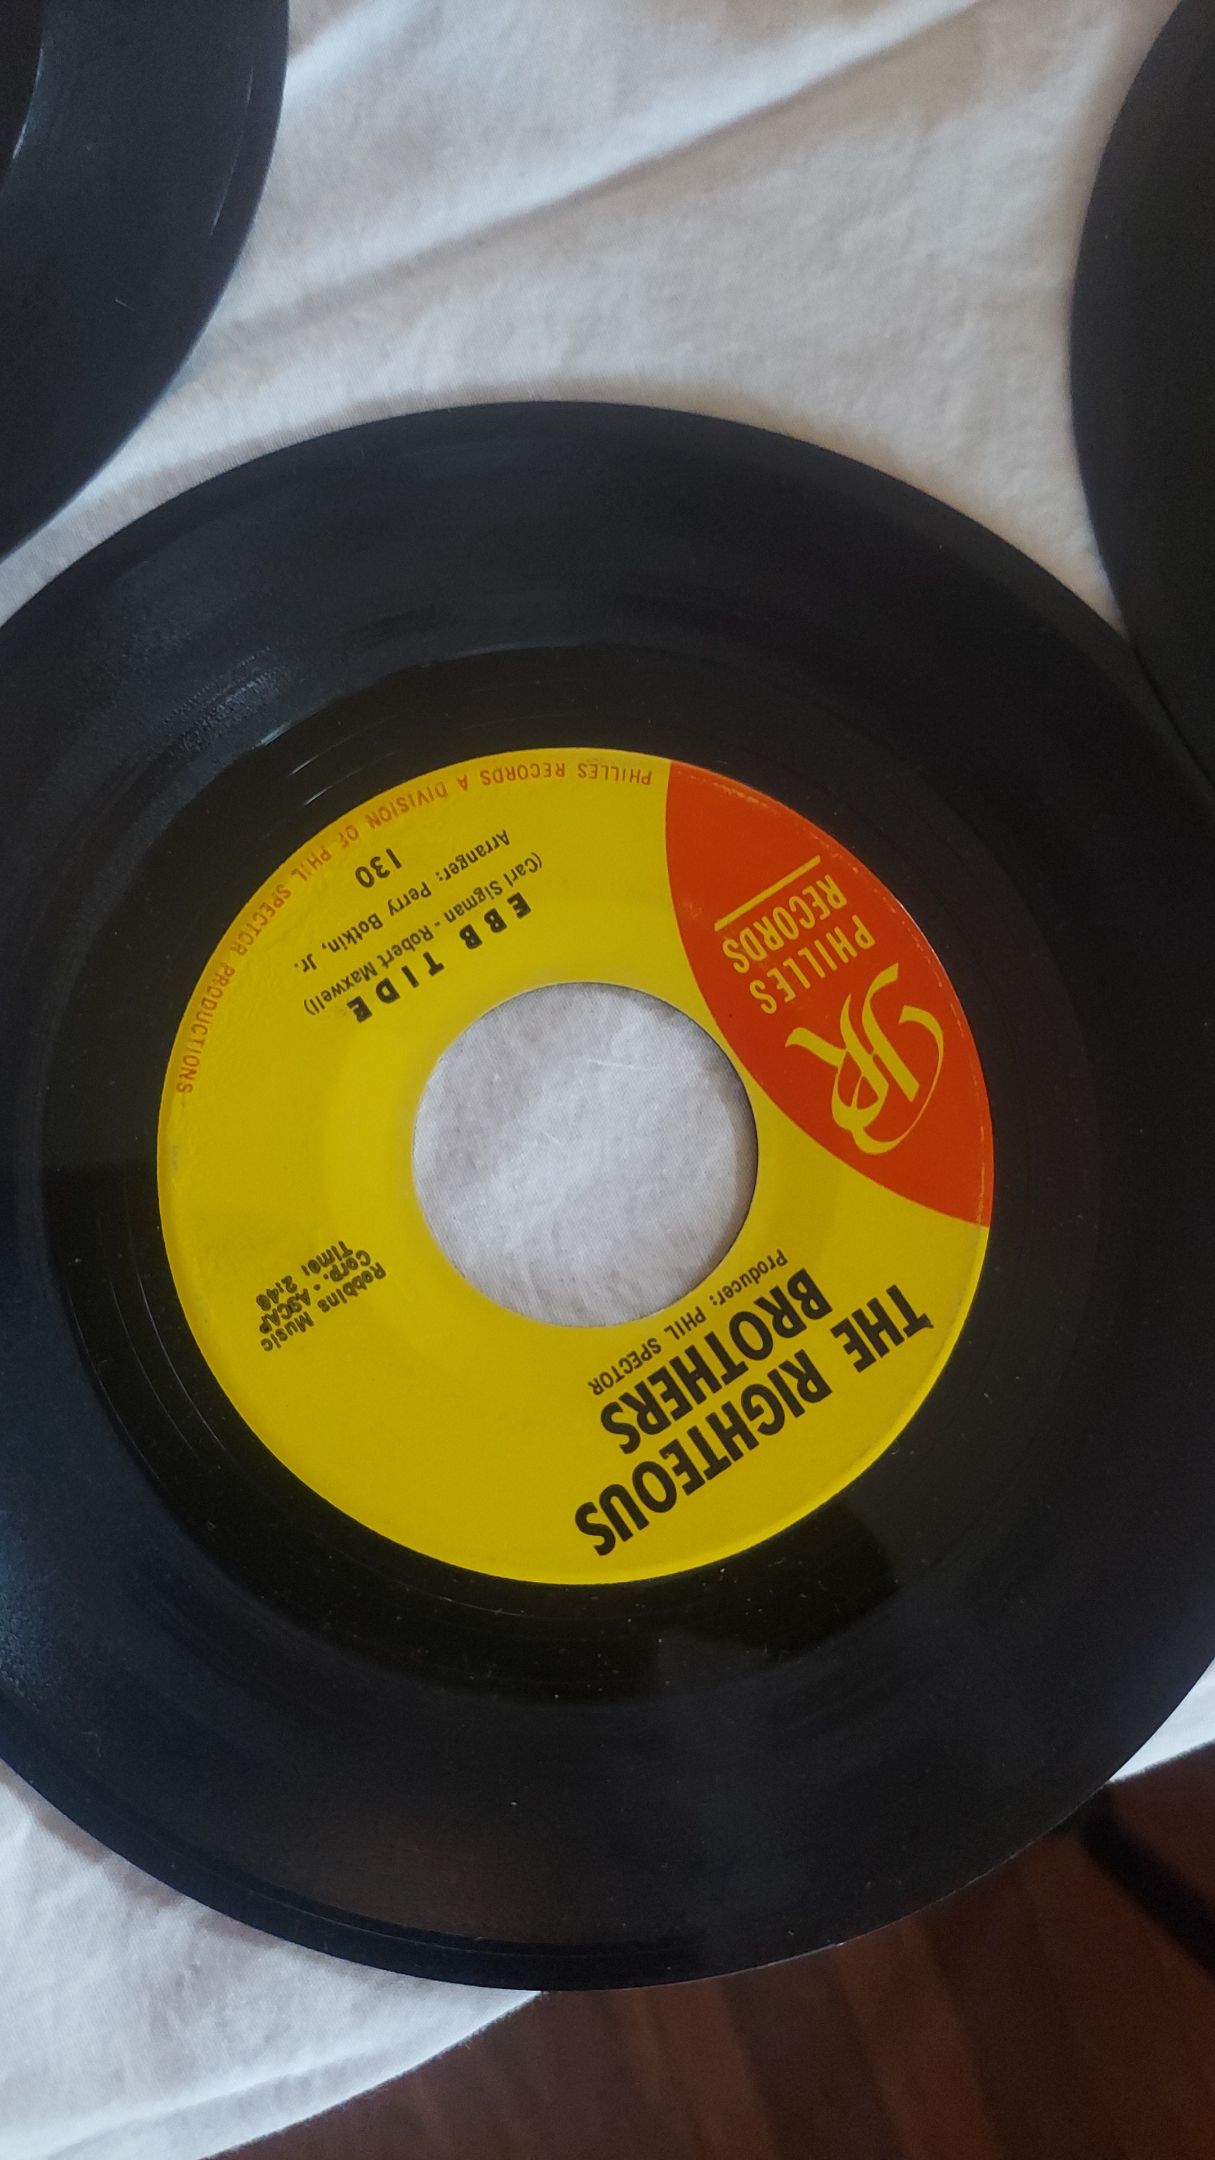 PHILLES
RECORDS
THE RIGHTEOUS
BROTHERS
Producer: PHIL SPECTOR
Robbins Music
Corp. - ASCAP
Time: 2:48
EBB TIDE
(Carl Sigman - Robert Maxwell)
Arranger: Perry Botkin, Jr.
130
PHILLES RECORDS A DIVISION OF PHIL SPECTOR PRODUCTIONS